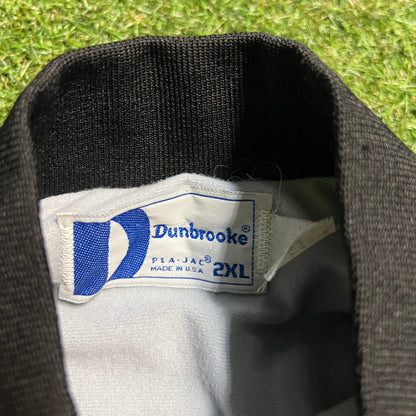 Dunbrooke®
PLA-JAC®
MADE IN U.S.A. 2XL